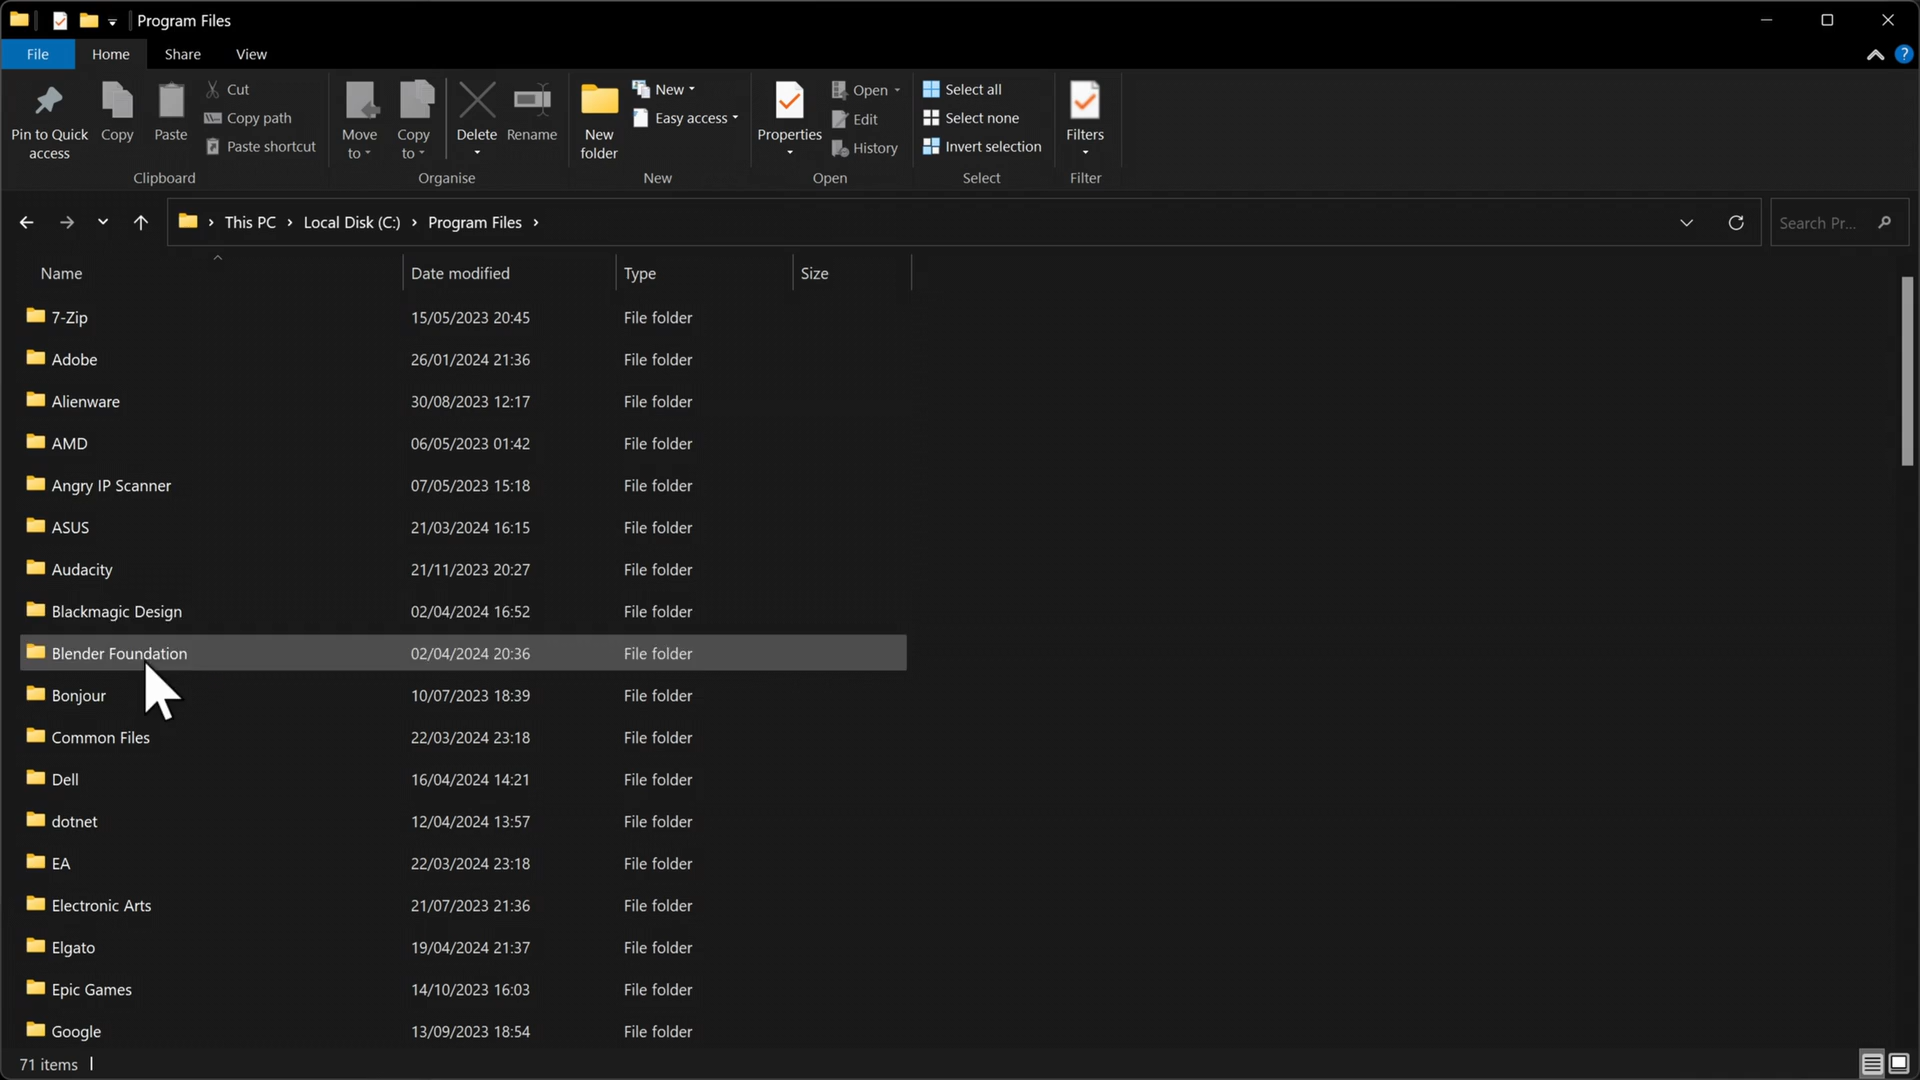 Program Files
File Home Share View ?
Pin to Quick access
Copy
Paste
Cut
Copy path
Paste shortcut
Clipboard
Move to
Copy to
Delete
Rename
Organise
New folder
New
Easy access
New
Properties
Open
Edit
History
Open
Select all
Select none
Invert selection
Select
Filters
Filter
This PC › Local Disk (C:) › Program Files ›
Search Pr...
Name Date modified Type Size
7-Zip 15/05/2023 20:45 File folder
Adobe 26/01/2024 21:36 File folder
Alienware 30/08/2023 12:17 File folder
AMD 06/05/2023 01:42 File folder
Angry IP Scanner 07/05/2023 15:18 File folder
ASUS 21/03/2024 16:15 File folder
Audacity 21/11/2023 20:27 File folder
Blackmagic Design 02/04/2024 16:52 File folder
Blender Foundation 02/04/2024 20:36 File folder
Bonjour 10/07/2023 18:39 File folder
Common Files 22/03/2024 23:18 File folder
Dell 16/04/2024 14:21 File folder
dotnet 12/04/2024 13:57 File folder
EA 22/03/2024 23:18 File folder
Electronic Arts 21/07/2023 21:36 File folder
Elgato 19/04/2024 21:37 File folder
Epic Games 14/10/2023 16:03 File folder
Google 13/09/2023 18:54 File folder
71 items